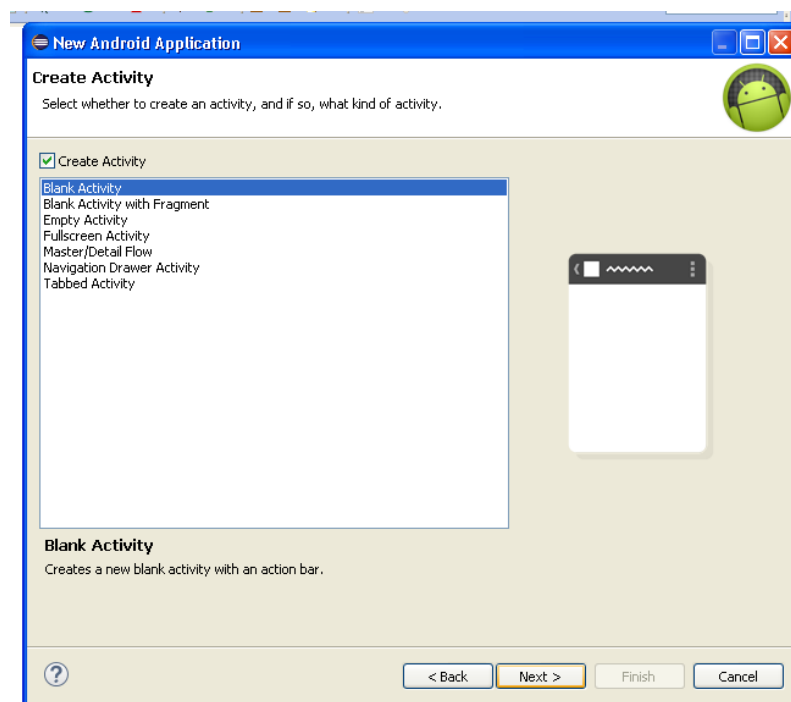 New Android Application
Create Activity
Select whether to create an activity, and if so, what kind of activity.
Create Activity
Blank Activity
Blank Activity with Fragment
Empty Activity
Fullscreen Activity
Master/Detail Flow
Navigation Drawer Activity
Tabbed Activity
Blank Activity
Creates a new blank activity with an action bar.
?
< Back
Next >
Finish
Cancel